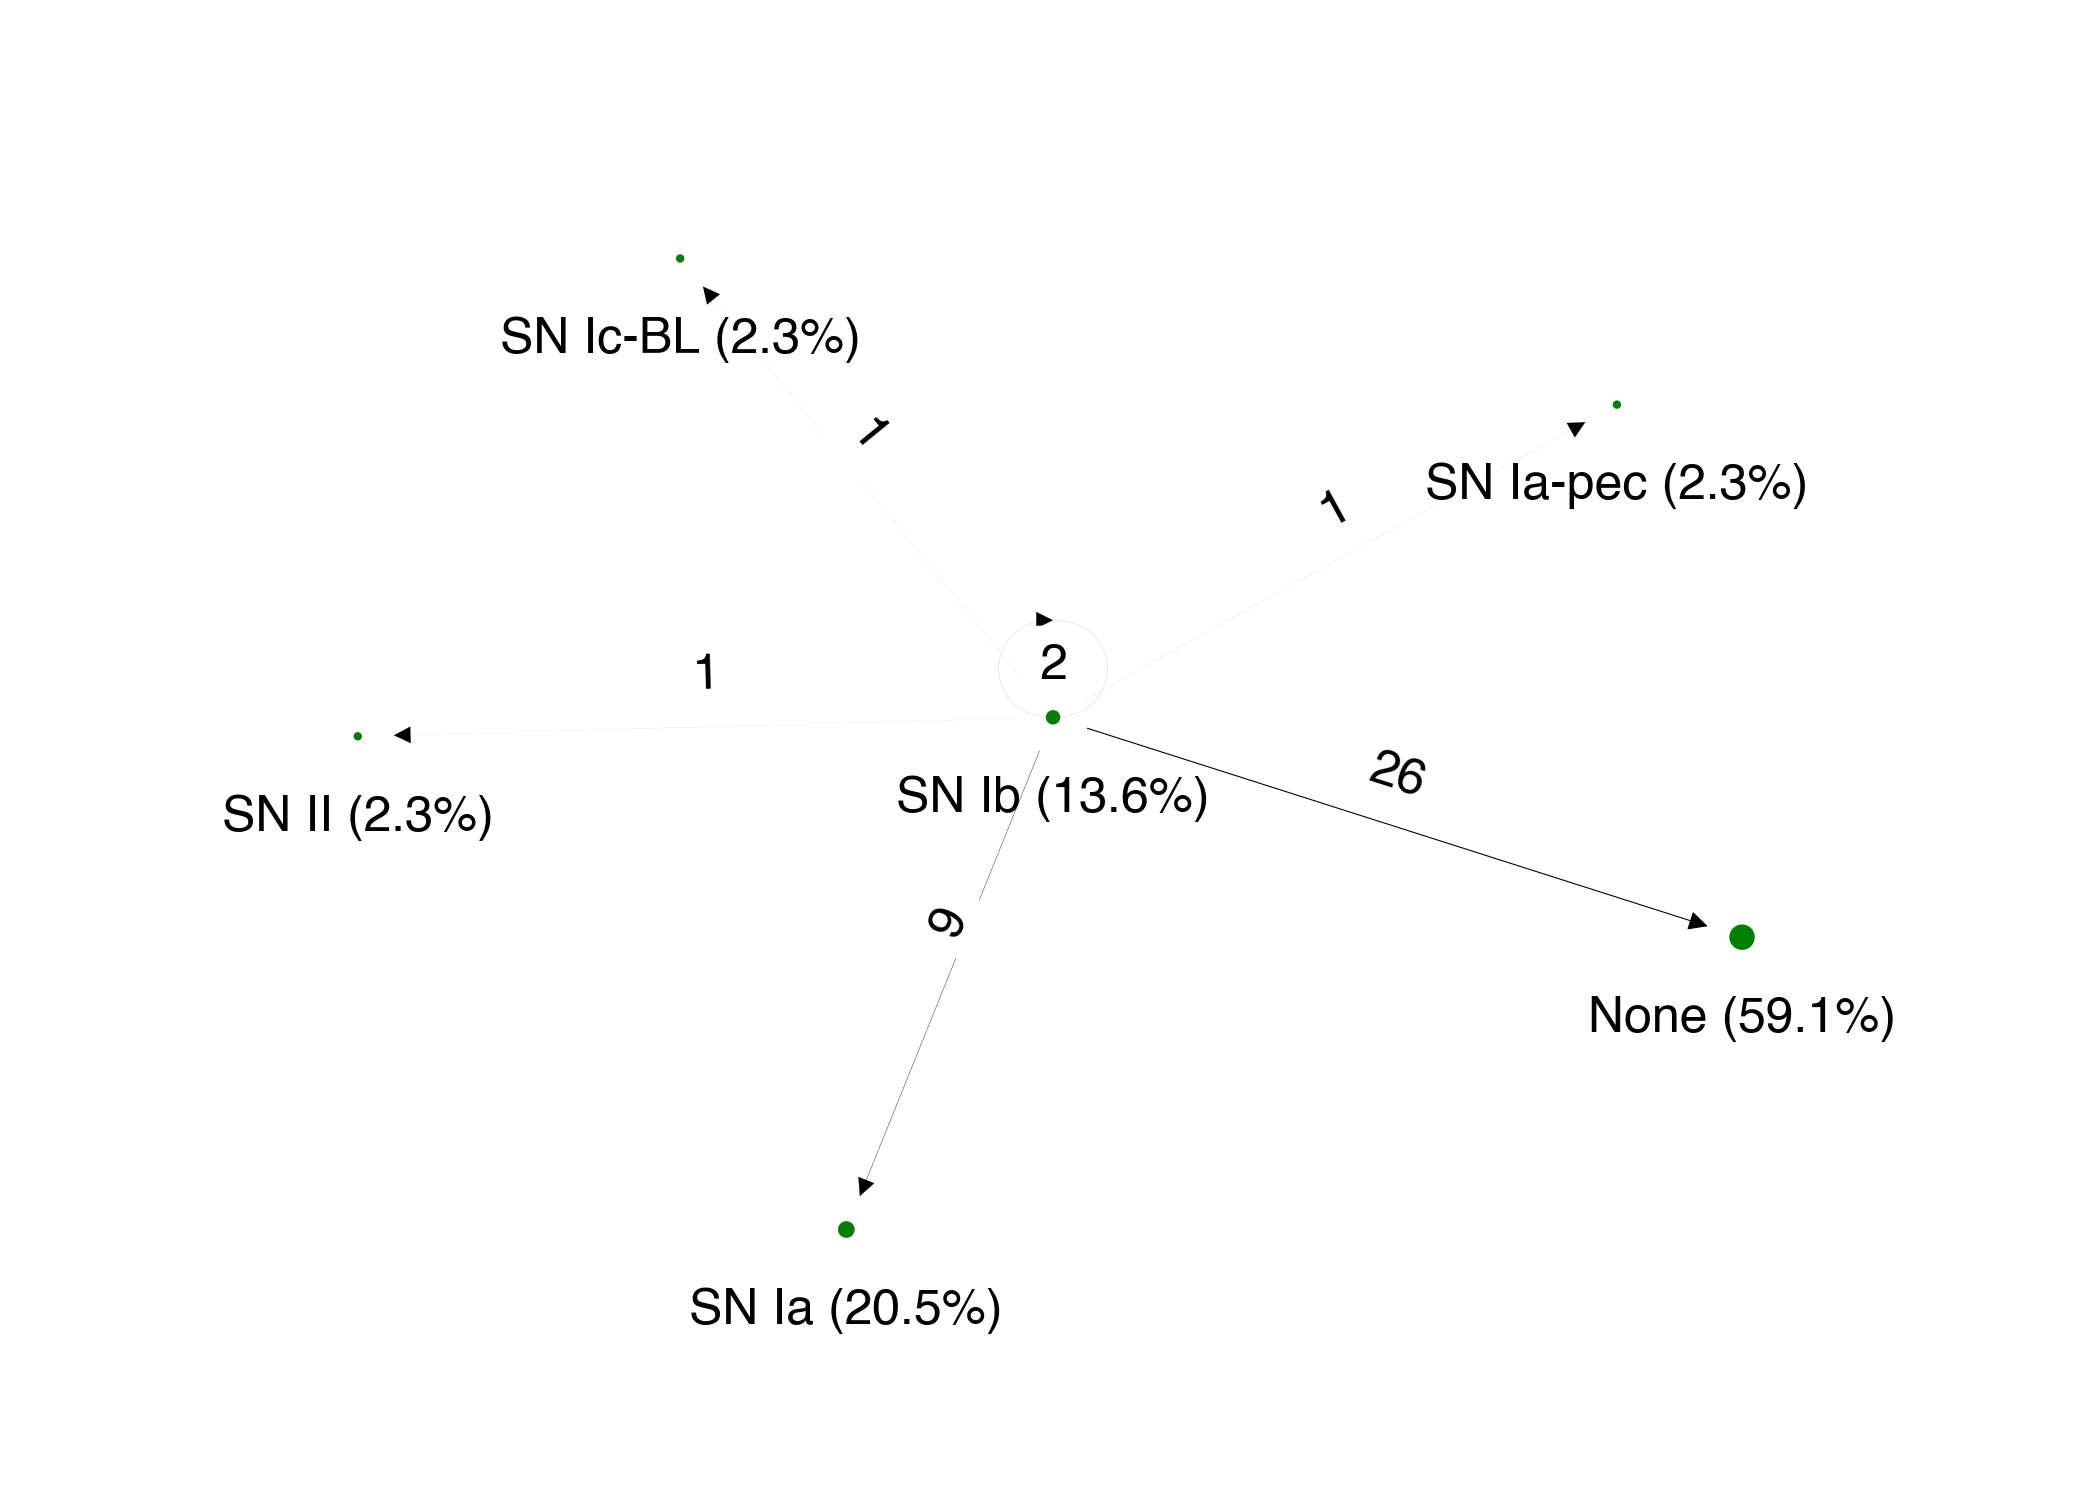 SN Ic-BL (2.3%)
1
SN Ia-pec (2.3%)
1
2
1
SN Ib (13.6%)
26
SN II (2.3%)
9
None (59.1%)
SN Ia (20.5%)